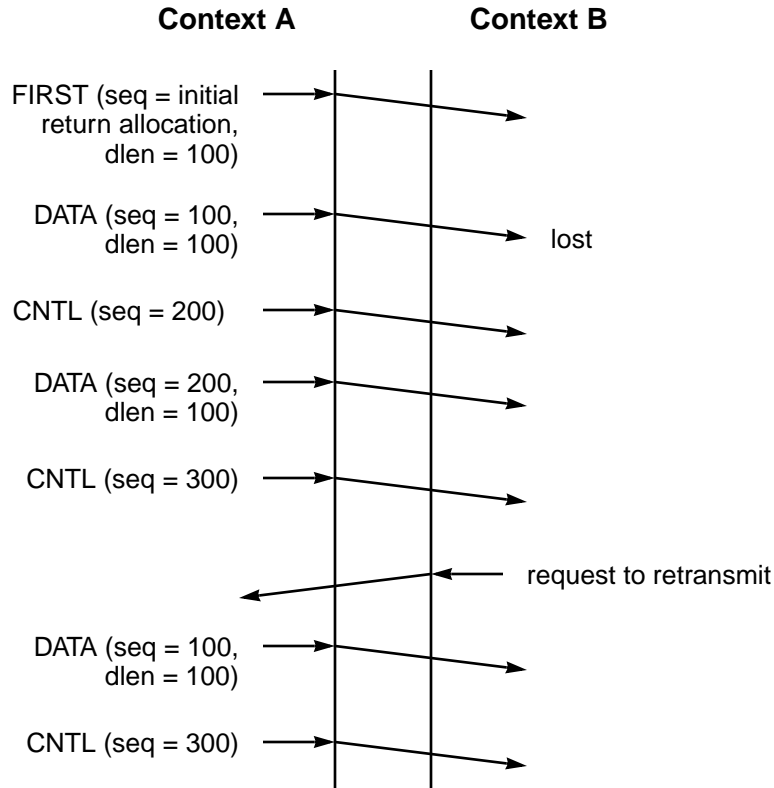 Context A
Context B
FIRST (seq = initial
return allocation,
dlen = 100)
DATA (seq = 100,
dlen = 100)
lost
CNTL (seq = 200)
DATA (seq = 200,
dlen = 100)
CNTL (seq = 300)
request to retransmit
DATA (seq = 100,
dlen = 100)
CNTL (seq = 300)